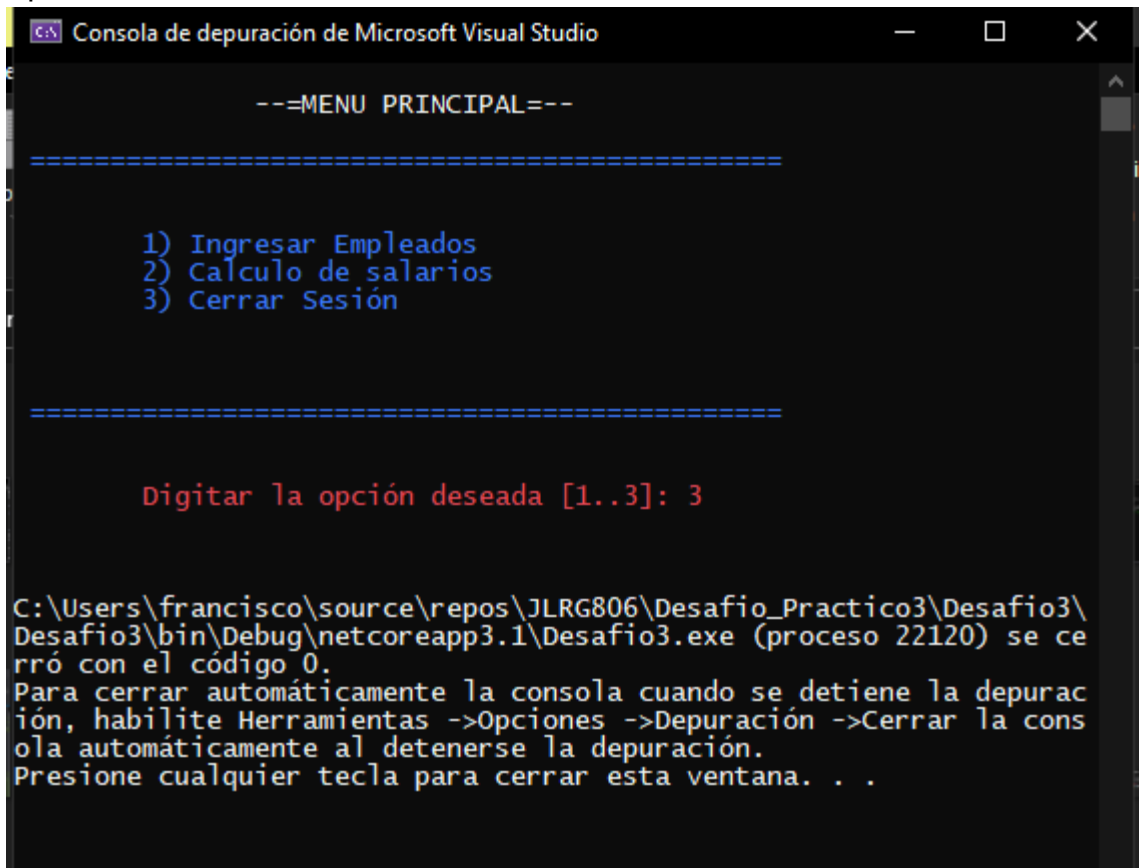 Consola de depuración de Microsoft Visual Studio
--=MENU PRINCIPAL=--
===============================================
1) Ingresar Empleados
2) Calculo de salarios
3) Cerrar Sesión
===============================================
Digitar la opción deseada [1..3]: 3
C:\Users\francisco\source\repos\JLRG806\Desafio_Practico3\Desafio3\
Desafio3\bin\Debug\netcoreapp3.1\Desafio3.exe (proceso 22120) se ce
rró con el código 0.
Para cerrar automáticamente la consola cuando se detiene la depurac
ión, habilite Herramientas ->Opciones ->Depuración ->Cerrar la cons
ola automáticamente al detenerse la depuración.
Presione cualquier tecla para cerrar esta ventana. . .